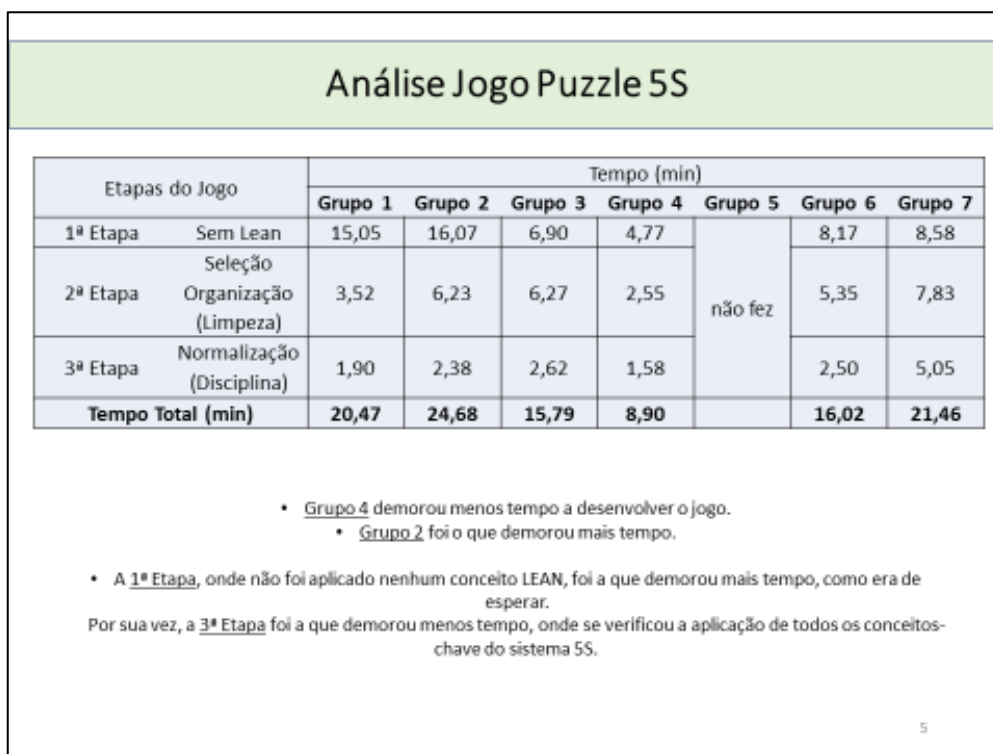 Análise Jogo Puzzle 5S
Etapas do Jogo
Tempo (min)
Grupo 1 Grupo 2 Grupo 3 Grupo 4 Grupo 5 Grupo 6 Grupo 7
1ª Etapa Sem Lean 15,05 16,07 6,90 4,77 8,17 8,58
Seleção
2ª Etapa Organização 3,52 6,23 6,27 2,55 não fez 5,35 7,83
(Limpeza)
3ª Etapa Normalização 1,90 2,38 2,62 1,58 2,50 5,05
(Disciplina)
Tempo Total (min) 20,47 24,68 15,79 8,90 16,02 21,46
• Grupo 4 demorou menos tempo a desenvolver o jogo.
• Grupo 2 foi o que demorou mais tempo.
• A 1ª Etapa, onde não foi aplicado nenhum conceito LEAN, foi a que demorou mais tempo, como era de
esperar.
Por sua vez, a 3ª Etapa foi a que demorou menos tempo, onde se verificou a aplicação de todos os conceitos-
chave do sistema 5S.
5